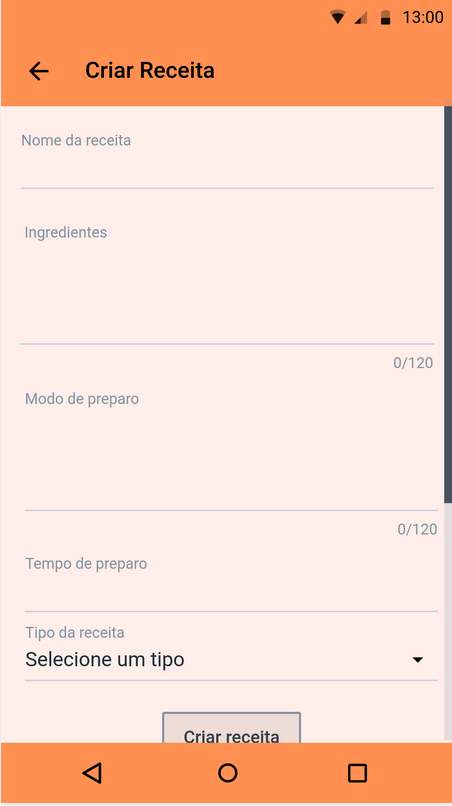 13:00
Criar Receita
Nome da receita
Ingredientes
0/120
Modo de preparo
0/120
Tempo de preparo
Tipo da receita
Selecione um tipo
Criar receita